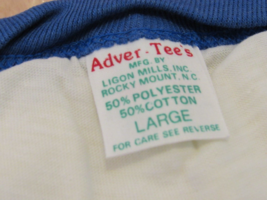 Adver-Tee's
MFG. BY
LIGON MILLS, INC.
ROCKY MOUNT, N.C.
50% POLYESTER
50% COTTON
LARGE
FOR CARE SEE REVERSE